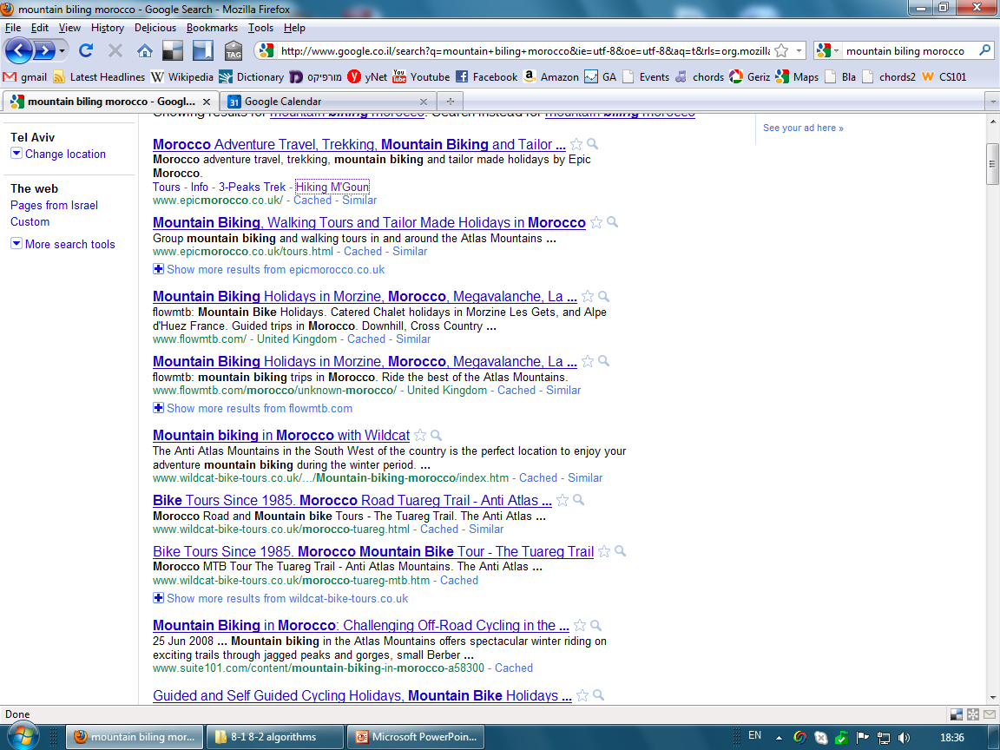 mountain biling morocco - Google Search - Mozilla Firefox
File Edit View History Delicious Bookmarks Tools Help
TAG http://www.google.co.il/search?q=mountain+biling+morocco&ie=utf-8&oe=utf-8&aq=t&rls=org.mozill mountain biling morocco
gmail Latest Headlines Wikipedia Dictionary מורפיקס yNet Youtube Facebook Amazon GA Events chords Geriz Maps Bla chords2 CS101
mountain biling morocco - Googl... 31 Google Calendar
Showing results for mountain biking morocco. Search instead for mountain biling morocco
See your ad here »
Tel Aviv
Change location
The web
Pages from Israel
Custom
More search tools
Morocco Adventure Travel, Trekking, Mountain Biking and Tailor ...
Morocco adventure travel, trekking, mountain biking and tailor made holidays by Epic
Morocco.
Tours - Info - 3-Peaks Trek - Hiking M'Goun
www.epicmorocco.co.uk/ - Cached - Similar
Mountain Biking, Walking Tours and Tailor Made Holidays in Morocco
Group mountain biking and walking tours in and around the Atlas Mountains ...
www.epicmorocco.co.uk/tours.html - Cached - Similar
Show more results from epicmorocco.co.uk
Mountain Biking Holidays in Morzine, Morocco, Megavalanche, La ...
flowmtb: Mountain Bike Holidays. Catered Chalet holidays in Morzine Les Gets, and Alpe
d'Huez France. Guided trips in Morocco. Downhill, Cross Country ...
www.flowmtb.com/ - United Kingdom - Cached - Similar
Mountain Biking Holidays in Morzine, Morocco, Megavalanche, La ...
flowmtb: mountain biking trips in Morocco. Ride the best of the Atlas Mountains.
www.flowmtb.com/morocco/unknown-morocco/ - United Kingdom - Cached - Similar
Show more results from flowmtb.com
Mountain biking in Morocco with Wildcat
The Anti Atlas Mountains in the South West of the country is the perfect location to enjoy your
adventure mountain biking during the winter period. ...
www.wildcat-bike-tours.co.uk/.../Mountain-biking-morocco/index.htm - Cached - Similar
Bike Tours Since 1985. Morocco Road Tuareg Trail - Anti Atlas ...
Morocco Road and Mountain bike Tours - The Tuareg Trail. The Anti Atlas ...
www.wildcat-bike-tours.co.uk/morocco-tuareg.html - Cached - Similar
Bike Tours Since 1985. Morocco Mountain Bike Tour - The Tuareg Trail
Morocco MTB Tour The Tuareg Trail - Anti Atlas Mountains. The Anti Atlas ...
www.wildcat-bike-tours.co.uk/morocco-tuareg-mtb.htm - Cached
Show more results from wildcat-bike-tours.co.uk
Mountain Biking in Morocco: Challenging Off-Road Cycling in the ...
25 Jun 2008 ... Mountain biking in the Atlas Mountains offers spectacular winter riding on
exciting trails through jagged peaks and gorges, small Berber ...
www.suite101.com/content/mountain-biking-in-morocco-a58300 - Cached
Guided and Self Guided Cycling Holidays, Mountain Bike Holidays ...
Done
mountain biling mor... 8-1 8-2 algorithms Microsoft PowerPoin... EN 18:36